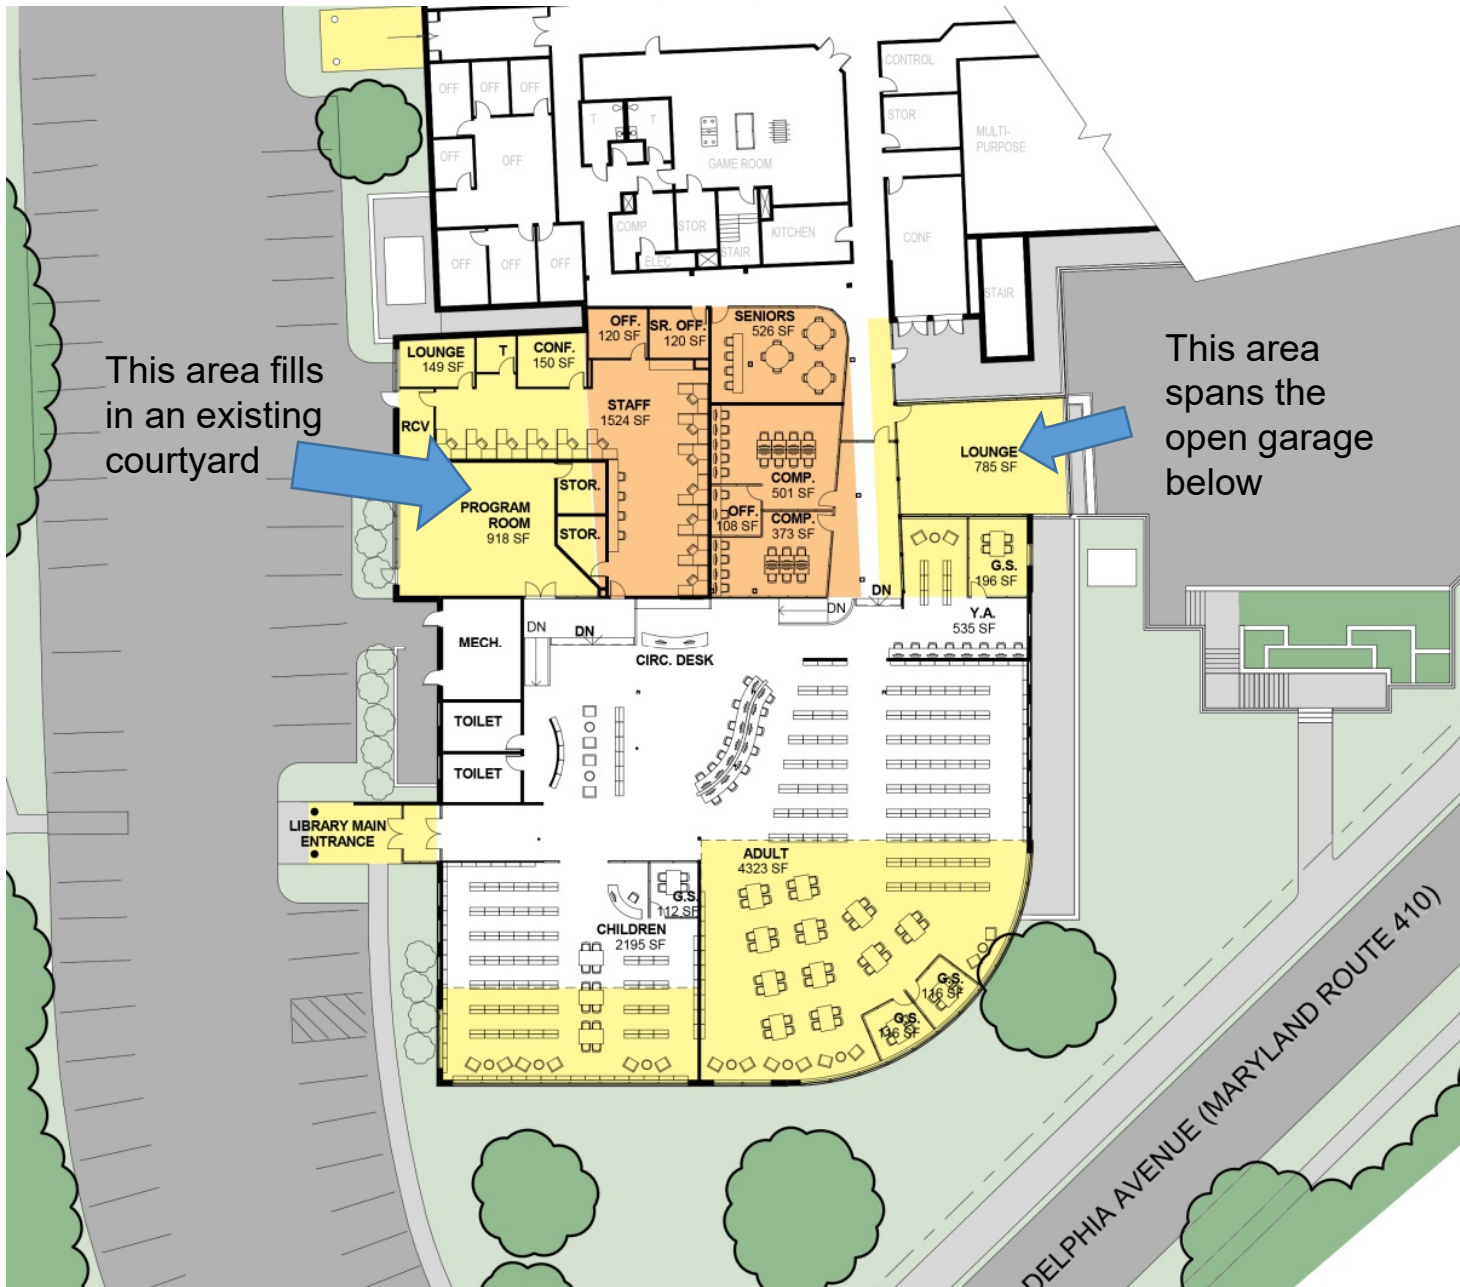 OFF
OFF
OFF
OFF
OFF
OFF
OFF
OFF
T
T
GAME ROOM
COMP
STOR
ELEC
STAIR
KITCHEN
CONTROL
STOR
MULTI-
PURPOSE
CONF
STAIR
This area fills
in an existing
courtyard
This area
spans the
open garage
below
LOUNGE
149 SF
T
CONF.
150 SF
OFF.
120 SF
SR. OFF.
120 SF
SENIORS
526 SF
RCV
STAFF
1524 SF
COMP.
501 SF
OFF.
108 SF
COMP.
373 SF
LOUNGE
785 SF
PROGRAM
ROOM
918 SF
STOR.
STOR.
G.S.
196 SF
Y.A.
535 SF
DN
DN
DN
DN
MECH.
CIRC. DESK
TOILET
TOILET
LIBRARY MAIN
ENTRANCE
ADULT
4323 SF
G.S.
112 SF
CHILDREN
2195 SF
G.S.
116 SF
G.S.
116 SF
DELPHIA AVENUE (MARYLAND ROUTE 410)